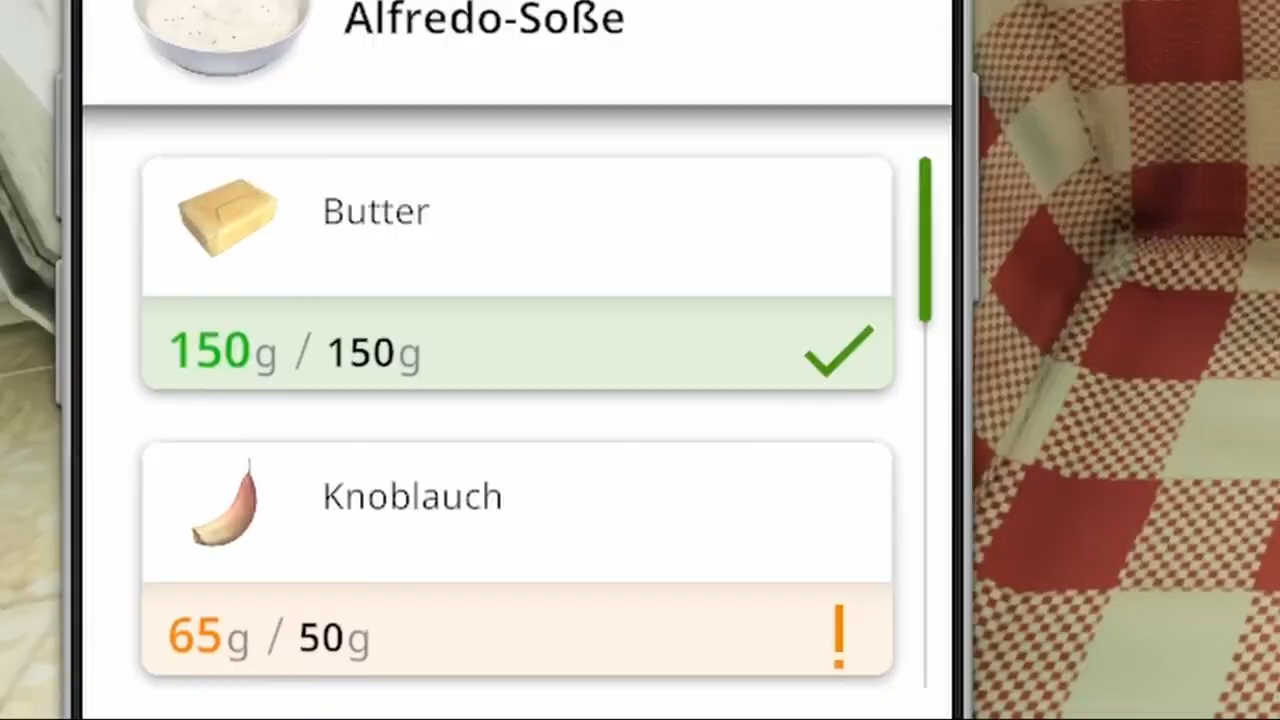 Alfredo-Soße
Butter
150g / 150g
Knoblauch
65g / 50g
!